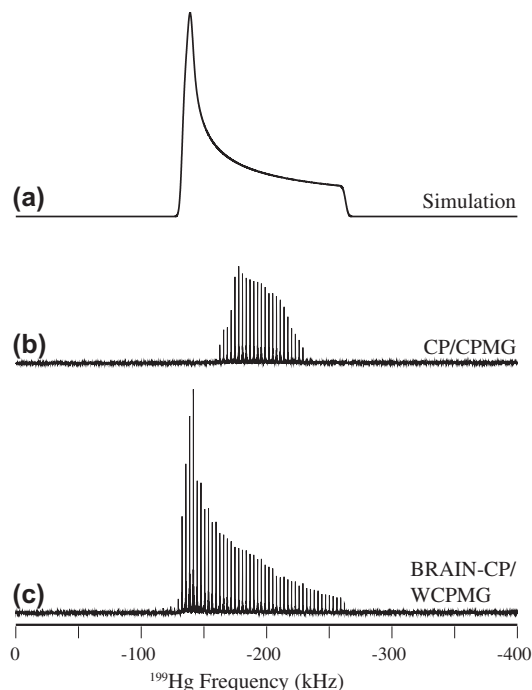 (a)
Simulation
(b)
CP/CPMG
(c)
BRAIN-CP/
WCPMG
0 -100 -200 -300 -400
¹⁹⁹Hg Frequency (kHz)